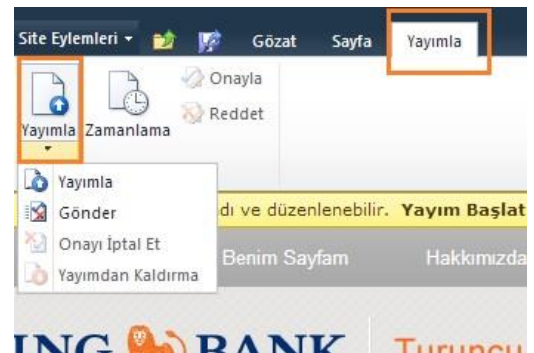 Site Eylemleri Gözat Sayfa Yayımla
Onayla
Reddet
Yayımla Zamanlama
Yayımla
Gönder
Onayı İptal Et
Yayımdan Kaldırma
dı ve düzenlenebilir. Yayım Başlat
Benim Sayfam Hakkımızda
ING BANK Turuncu